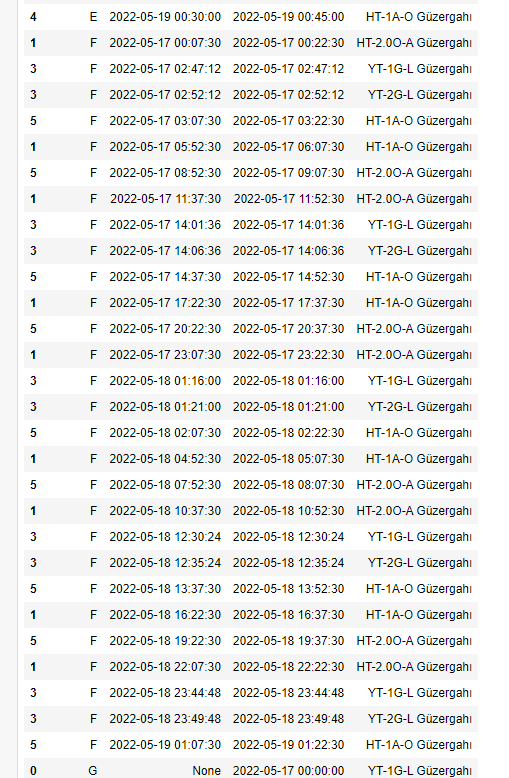 4 E 2022-05-19 00:30:00 2022-05-19 00:45:00 HT-1A-O Güzergahı
1 F 2022-05-17 00:07:30 2022-05-17 00:22:30 HT-2.0O-A Güzergahı
3 F 2022-05-17 02:47:12 2022-05-17 02:47:12 YT-1G-L Güzergahı
3 F 2022-05-17 02:52:12 2022-05-17 02:52:12 YT-2G-L Güzergahı
5 F 2022-05-17 03:07:30 2022-05-17 03:22:30 HT-1A-O Güzergahı
1 F 2022-05-17 05:52:30 2022-05-17 06:07:30 HT-1A-O Güzergahı
5 F 2022-05-17 08:52:30 2022-05-17 09:07:30 HT-2.0O-A Güzergahı
1 F 2022-05-17 11:37:30 2022-05-17 11:52:30 HT-2.0O-A Güzergahı
3 F 2022-05-17 14:01:36 2022-05-17 14:01:36 YT-1G-L Güzergahı
3 F 2022-05-17 14:06:36 2022-05-17 14:06:36 YT-2G-L Güzergahı
5 F 2022-05-17 14:37:30 2022-05-17 14:52:30 HT-1A-O Güzergahı
1 F 2022-05-17 17:22:30 2022-05-17 17:37:30 HT-1A-O Güzergahı
5 F 2022-05-17 20:22:30 2022-05-17 20:37:30 HT-2.0O-A Güzergahı
1 F 2022-05-17 23:07:30 2022-05-17 23:22:30 HT-2.0O-A Güzergahı
3 F 2022-05-18 01:16:00 2022-05-18 01:16:00 YT-1G-L Güzergahı
3 F 2022-05-18 01:21:00 2022-05-18 01:21:00 YT-2G-L Güzergahı
5 F 2022-05-18 02:07:30 2022-05-18 02:22:30 HT-1A-O Güzergahı
1 F 2022-05-18 04:52:30 2022-05-18 05:07:30 HT-1A-O Güzergahı
5 F 2022-05-18 07:52:30 2022-05-18 08:07:30 HT-2.0O-A Güzergahı
1 F 2022-05-18 10:37:30 2022-05-18 10:52:30 HT-2.0O-A Güzergahı
3 F 2022-05-18 12:30:24 2022-05-18 12:30:24 YT-1G-L Güzergahı
3 F 2022-05-18 12:35:24 2022-05-18 12:35:24 YT-2G-L Güzergahı
5 F 2022-05-18 13:37:30 2022-05-18 13:52:30 HT-1A-O Güzergahı
1 F 2022-05-18 16:22:30 2022-05-18 16:37:30 HT-1A-O Güzergahı
5 F 2022-05-18 19:22:30 2022-05-18 19:37:30 HT-2.0O-A Güzergahı
1 F 2022-05-18 22:07:30 2022-05-18 22:22:30 HT-2.0O-A Güzergahı
3 F 2022-05-18 23:44:48 2022-05-18 23:44:48 YT-1G-L Güzergahı
3 F 2022-05-18 23:49:48 2022-05-18 23:49:48 YT-2G-L Güzergahı
5 F 2022-05-19 01:07:30 2022-05-19 01:22:30 HT-1A-O Güzergahı
0 G None 2022-05-17 00:00:00 YT-1G-L Güzergahı